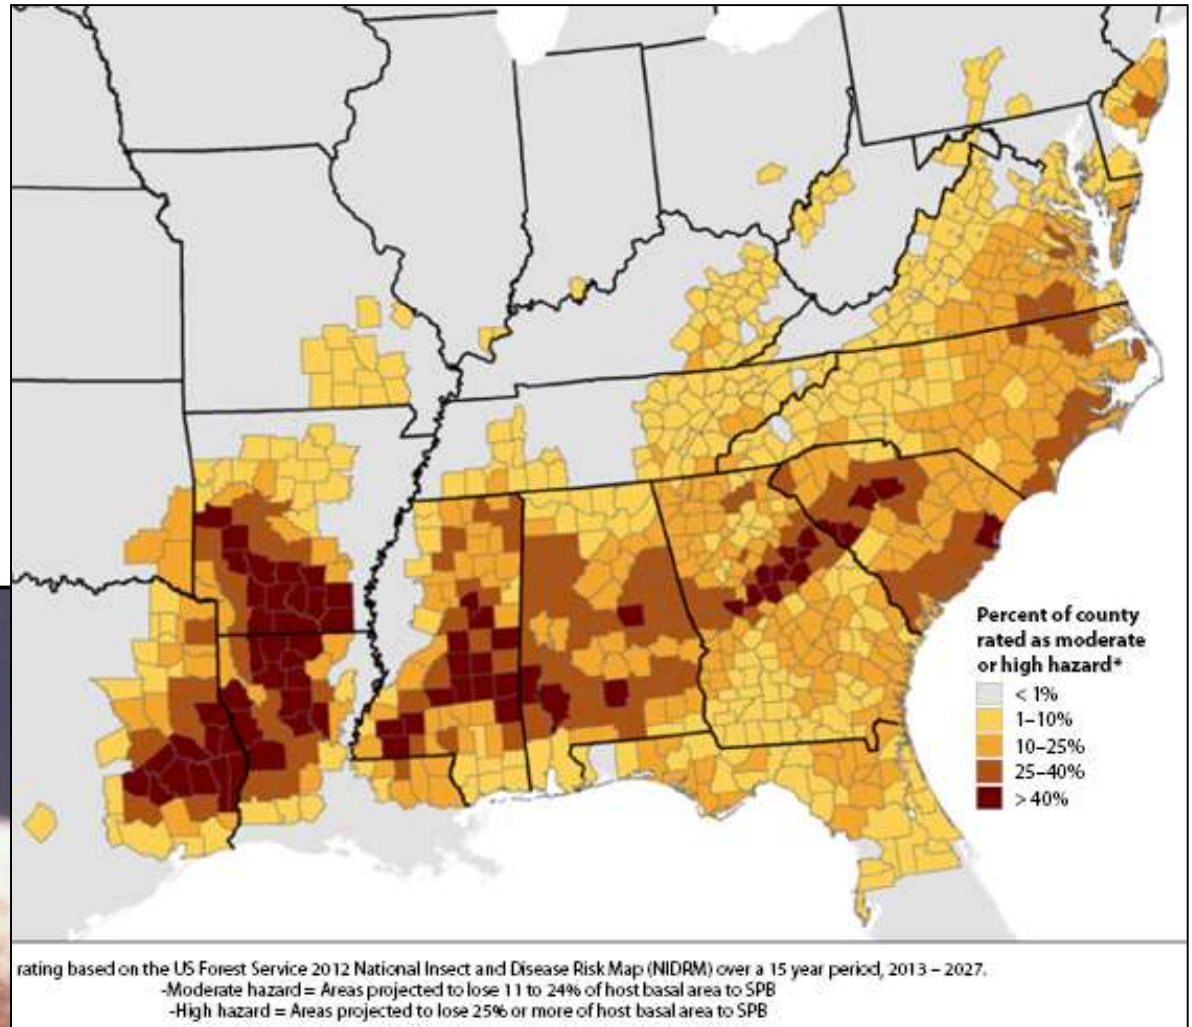 Percent of county
rated as moderate
or high hazard*
< 1%
1–10%
10–25%
25–40%
> 40%
rating based on the US Forest Service 2012 National Insect and Disease Risk Map (NIDRM) over a 15 year period, 2013 – 2027.
-Moderate hazard = Areas projected to lose 11 to 24% of host basal area to SPB
-High hazard = Areas projected to lose 25% or more of host basal area to SPB